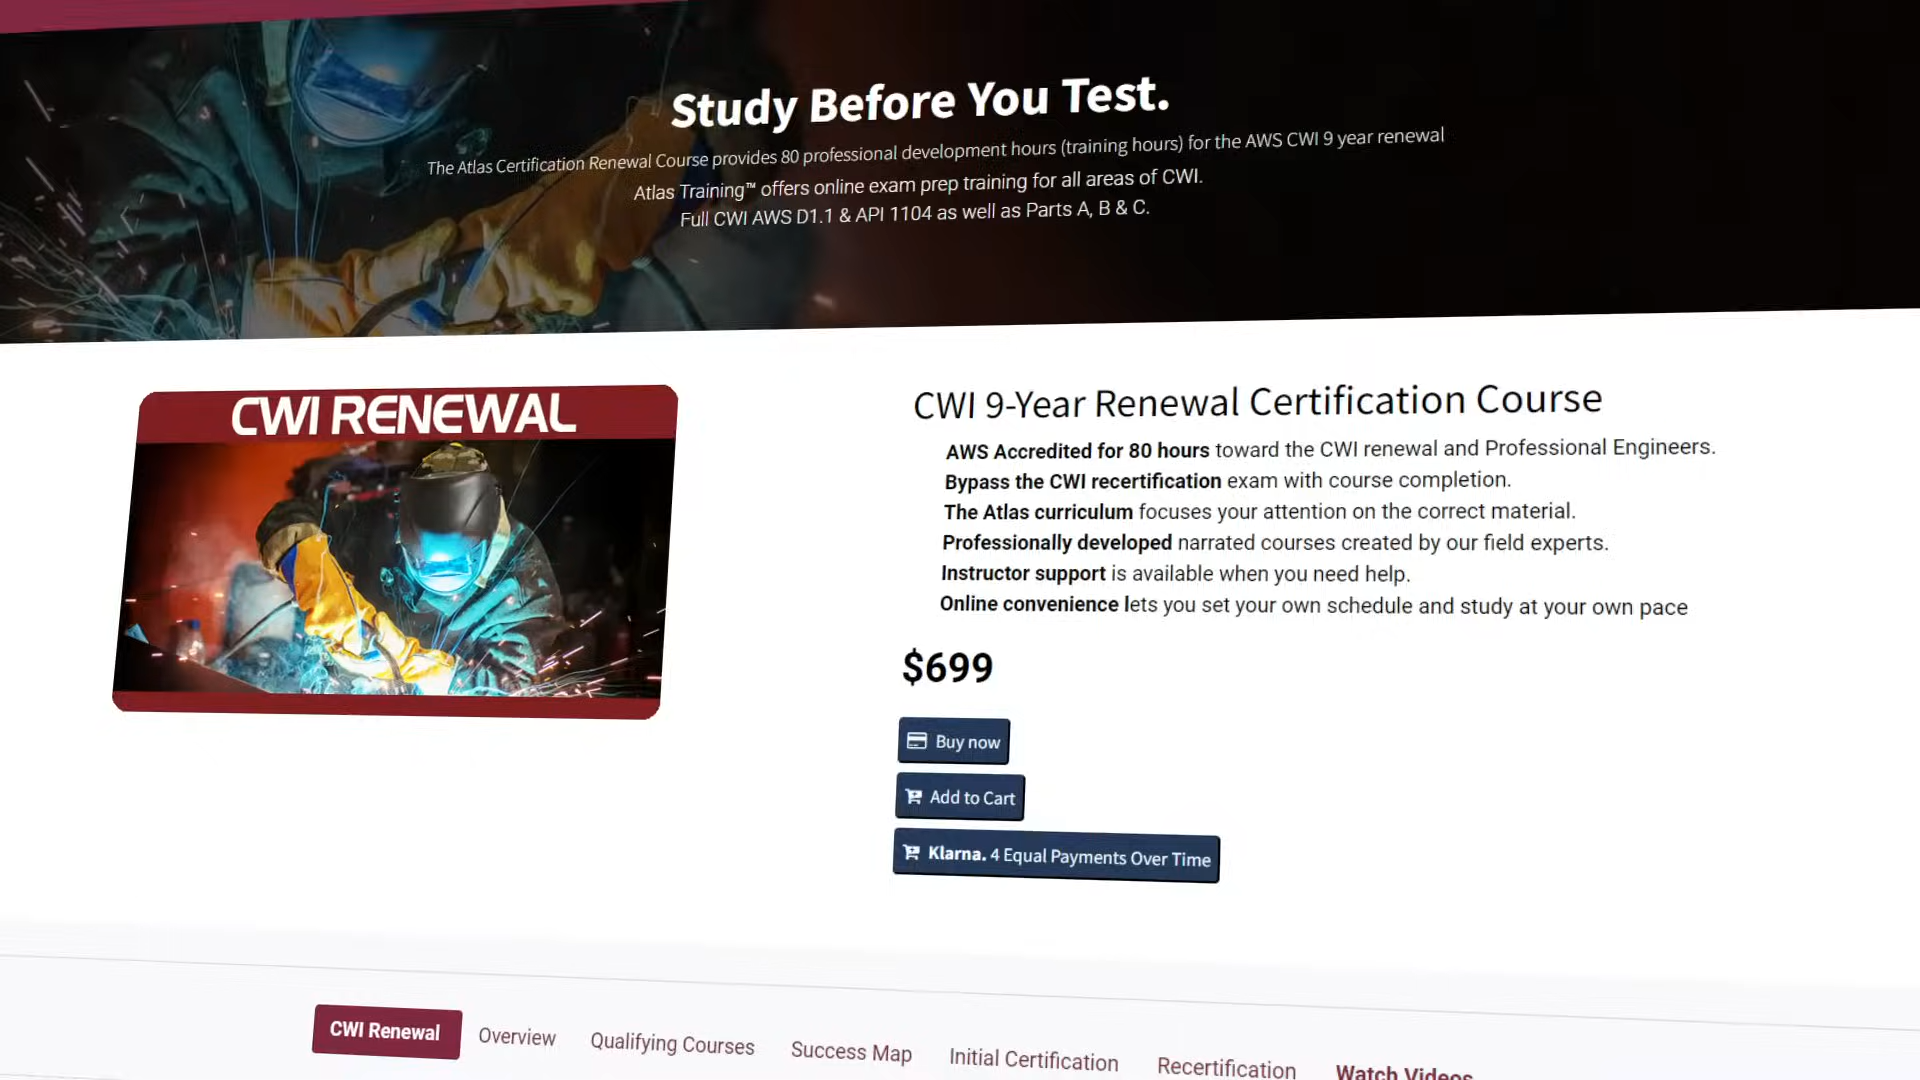 Study Before You Test.
The Atlas Certification Renewal Course provides 80 professional development hours (training hours) for the AWS CWI 9 year renewal
Atlas Training™ offers online exam prep training for all areas of CWI.
Full CWI AWS D1.1 & API 1104 as well as Parts A, B & C.
CWI RENEWAL
CWI 9-Year Renewal Certification Course
AWS Accredited for 80 hours toward the CWI renewal and Professional Engineers.
Bypass the CWI recertification exam with course completion.
The Atlas curriculum focuses your attention on the correct material.
Professionally developed narrated courses created by our field experts.
Instructor support is available when you need help.
Online convenience lets you set your own schedule and study at your own pace
$699
Buy now
Add to Cart
Klarna. 4 Equal Payments Over Time
CWI Renewal Overview Qualifying Courses Success Map Initial Certification Recertification Watch Videos